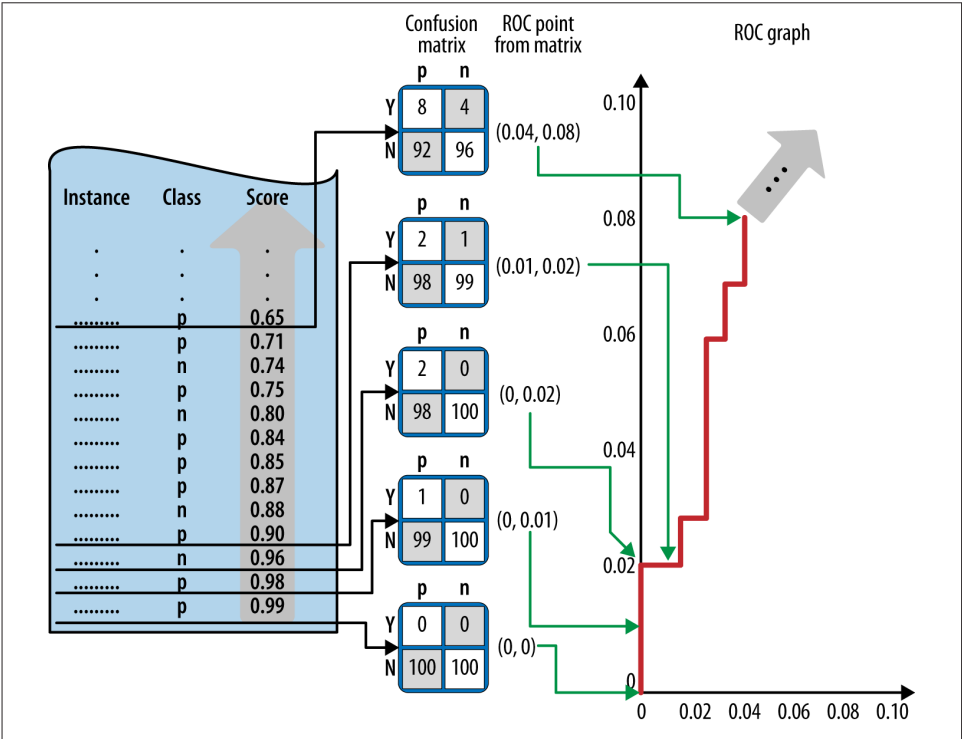 Confusion matrix
ROC point from matrix
ROC graph
p n
Y 8 4
N 92 96
(0.04, 0.08)
p n
Y 2 1
N 98 99
(0.01, 0.02)
p n
Y 2 0
N 98 100
(0, 0.02)
p n
Y 1 0
N 99 100
(0, 0.01)
p n
Y 0 0
N 100 100
(0, 0)
Instance Class Score
. . .
. . .
. . .
......... p 0.65
......... p 0.71
......... n 0.74
......... p 0.75
......... n 0.80
......... p 0.84
......... p 0.85
......... p 0.87
......... n 0.88
......... p 0.90
......... n 0.96
......... p 0.98
......... p 0.99
...
0.10
0.08
0.06
0.04
0.02
0
0 0.02 0.04 0.06 0.08 0.10